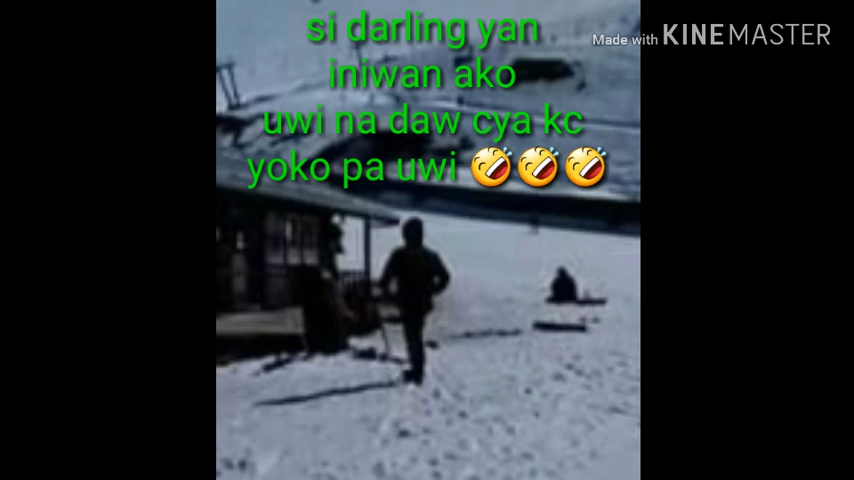 si darling yan
iniwan ako
uwi na daw cya kc
yoko pa uwi 🤣🤣🤣
Made with KINEMASTER